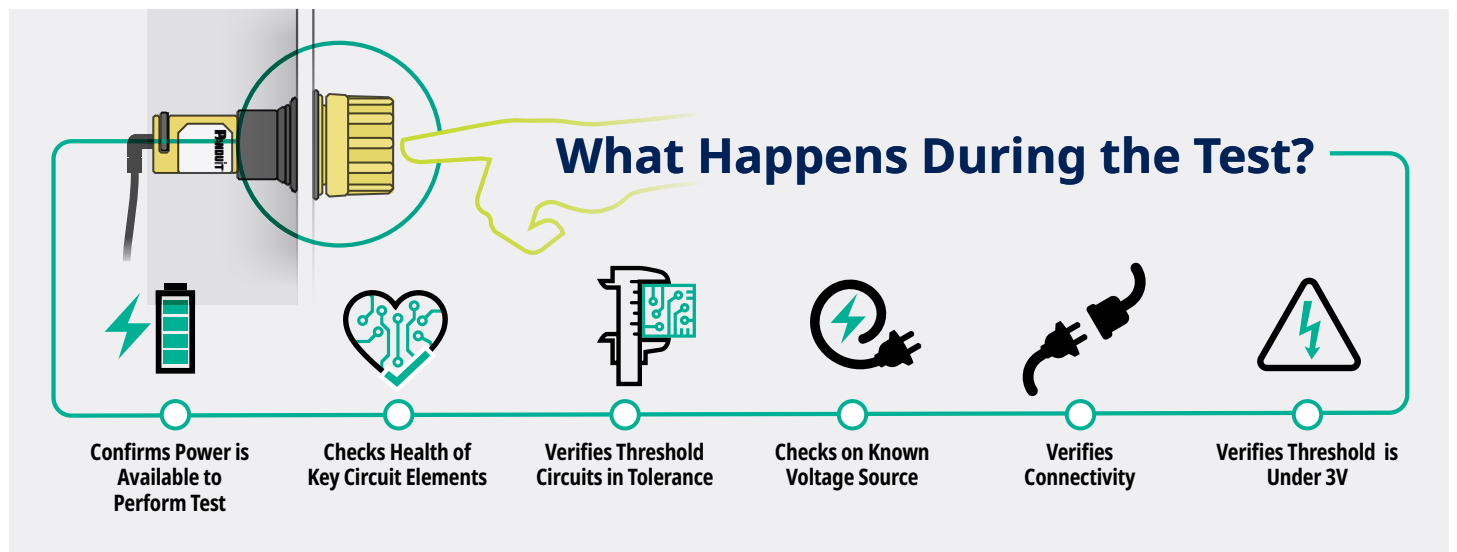 PANDUIT
What Happens During the Test?
Confirms Power is
Available to
Perform Test
Checks Health of
Key Circuit Elements
Verifies Threshold
Circuits in Tolerance
Checks on Known
Voltage Source
Verifies
Connectivity
Verifies Threshold is
Under 3V